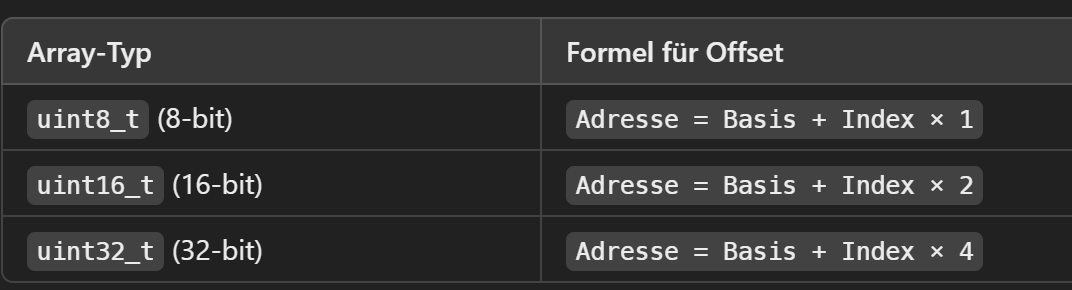 Array-Typ Formel für Offset
uint8_t (8-bit) Adresse = Basis + Index × 1
uint16_t (16-bit) Adresse = Basis + Index × 2
uint32_t (32-bit) Adresse = Basis + Index × 4